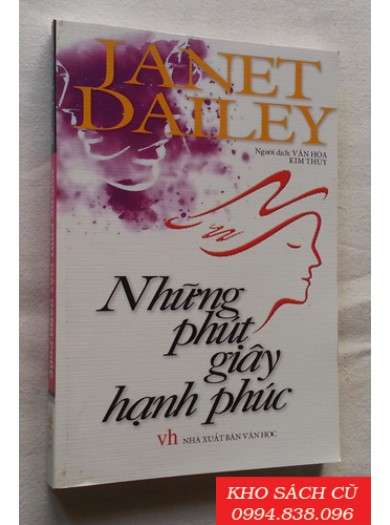 JANET
DAILEY
Người dịch: VĂN HÒA
KIM THÙY
Những
phút
giây
hạnh phúc
vh NHÀ XUẤT BẢN VĂN HỌC
KHO SÁCH CŨ
0994.838.096